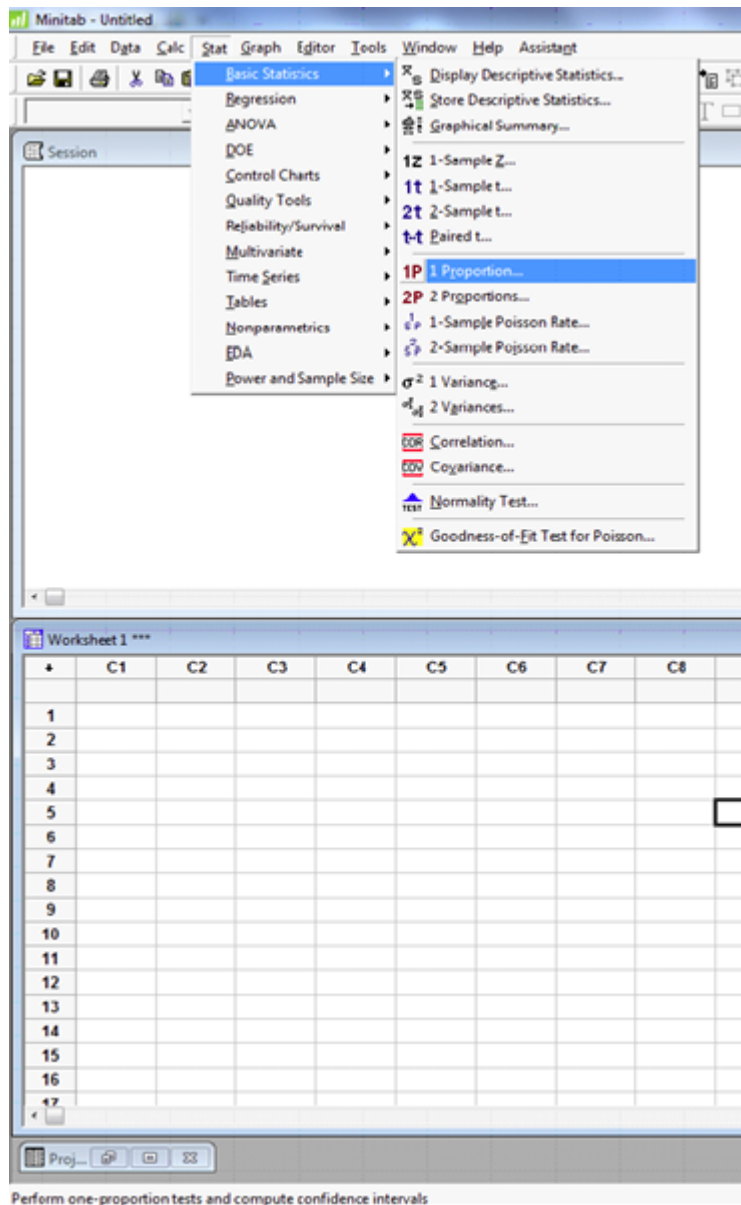 Minitab - Untitled
File Edit Data Calc Stat Graph Editor Tools Window Help Assistant
Basic Statistics
Regression
ANOVA
DOE
Control Charts
Quality Tools
Reliability/Survival
Multivariate
Time Series
Tables
Nonparametrics
EDA
Power and Sample Size
Display Descriptive Statistics...
Store Descriptive Statistics...
Graphical Summary...
1Z 1-Sample Z...
1t 1-Sample t...
2t 2-Sample t...
t-t Paired t...
1P 1 Proportion...
2P 2 Proportions...
1-Sample Poisson Rate...
2-Sample Poisson Rate...
σ² 1 Variance...
2 Variances...
COR Correlation...
COV Covariance...
TEST Normality Test...
χ² Goodness-of-Fit Test for Poisson...
Session
Worksheet 1 ***
C1 C2 C3 C4 C5 C6 C7 C8
1
2
3
4
5
6
7
8
9
10
11
12
13
14
15
16
17
Proj...
Perform one-proportion tests and compute confidence intervals